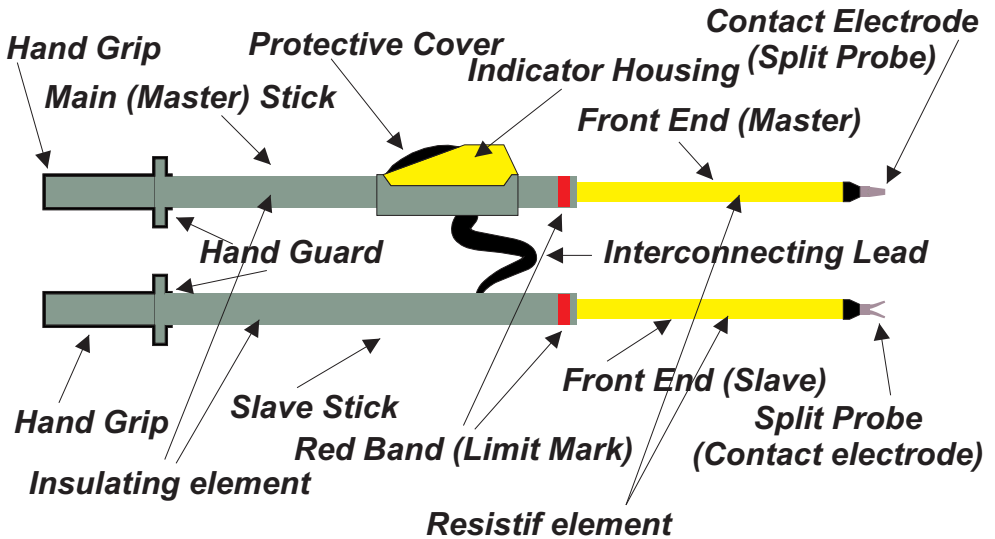 Contact Electrode
(Split Probe)
Hand Grip
Protective Cover
Indicator Housing
Main (Master) Stick
Front End (Master)
Hand Guard
Interconnecting Lead
Front End (Slave)
Slave Stick
Hand Grip
Split Probe
(Contact electrode)
Red Band (Limit Mark)
Insulating element
Resistif element